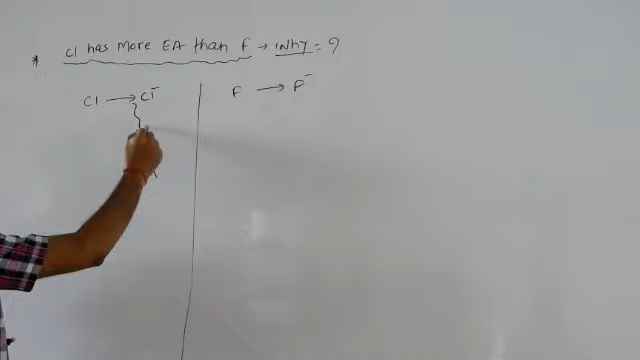 * Cl has More EA than F → Why = ?
Cl → Cl⁻
F → F⁻